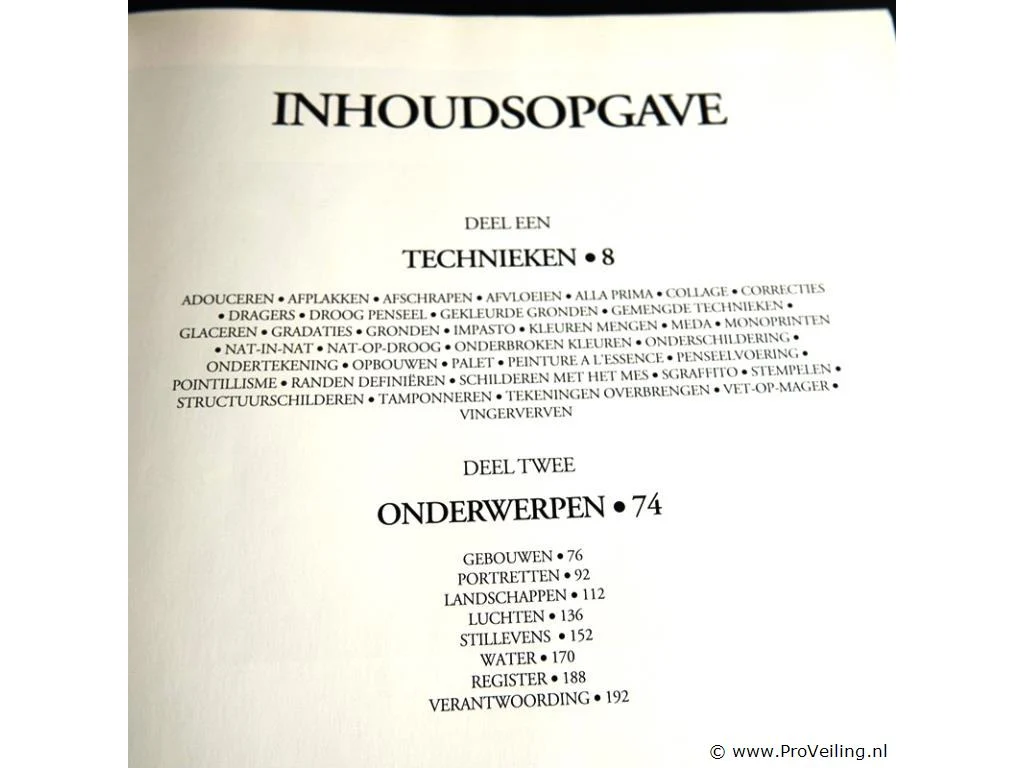 INHOUDSOPGAVE
DEEL EEN
TECHNIEKEN • 8
ADOUCEREN • AFPLAKKEN • AFSCHRAPEN • AFVLOEIEN • ALLA PRIMA • COLLAGE • CORRECTIES
• DRAGERS • DROOG PENSEEL • GEKLEURDE GRONDEN • GEMENGDE TECHNIEKEN •
GLACEREN • GRADATIES • GRONDEN • IMPASTO • KLEUREN MENGEN • MEDA • MONOPRINTEN
• NAT-IN-NAT • NAT-OP-DROOG • ONDERBROKEN KLEUREN • ONDERSCHILDERING •
ONDERTEKENING • OPBOUWEN • PALET • PEINTURE A L'ESSENCE • PENSEELVOERING •
POINTILLISME • RANDEN DEFINIËREN • SCHILDEREN MET HET MES • SGRAFFITO • STEMPELEN •
STRUCTUURSCHILDEREN • TAMPONNEREN • TEKENINGEN OVERBRENGEN • VET-OP-MAGER •
VINGERVERVEN
DEEL TWEE
ONDERWERPEN • 74
GEBOUWEN • 76
PORTRETTEN • 92
LANDSCHAPPEN • 112
LUCHTEN • 136
STILLEVENS • 152
WATER • 170
REGISTER • 188
VERANTWOORDING • 192
© www.ProVeiling.nl